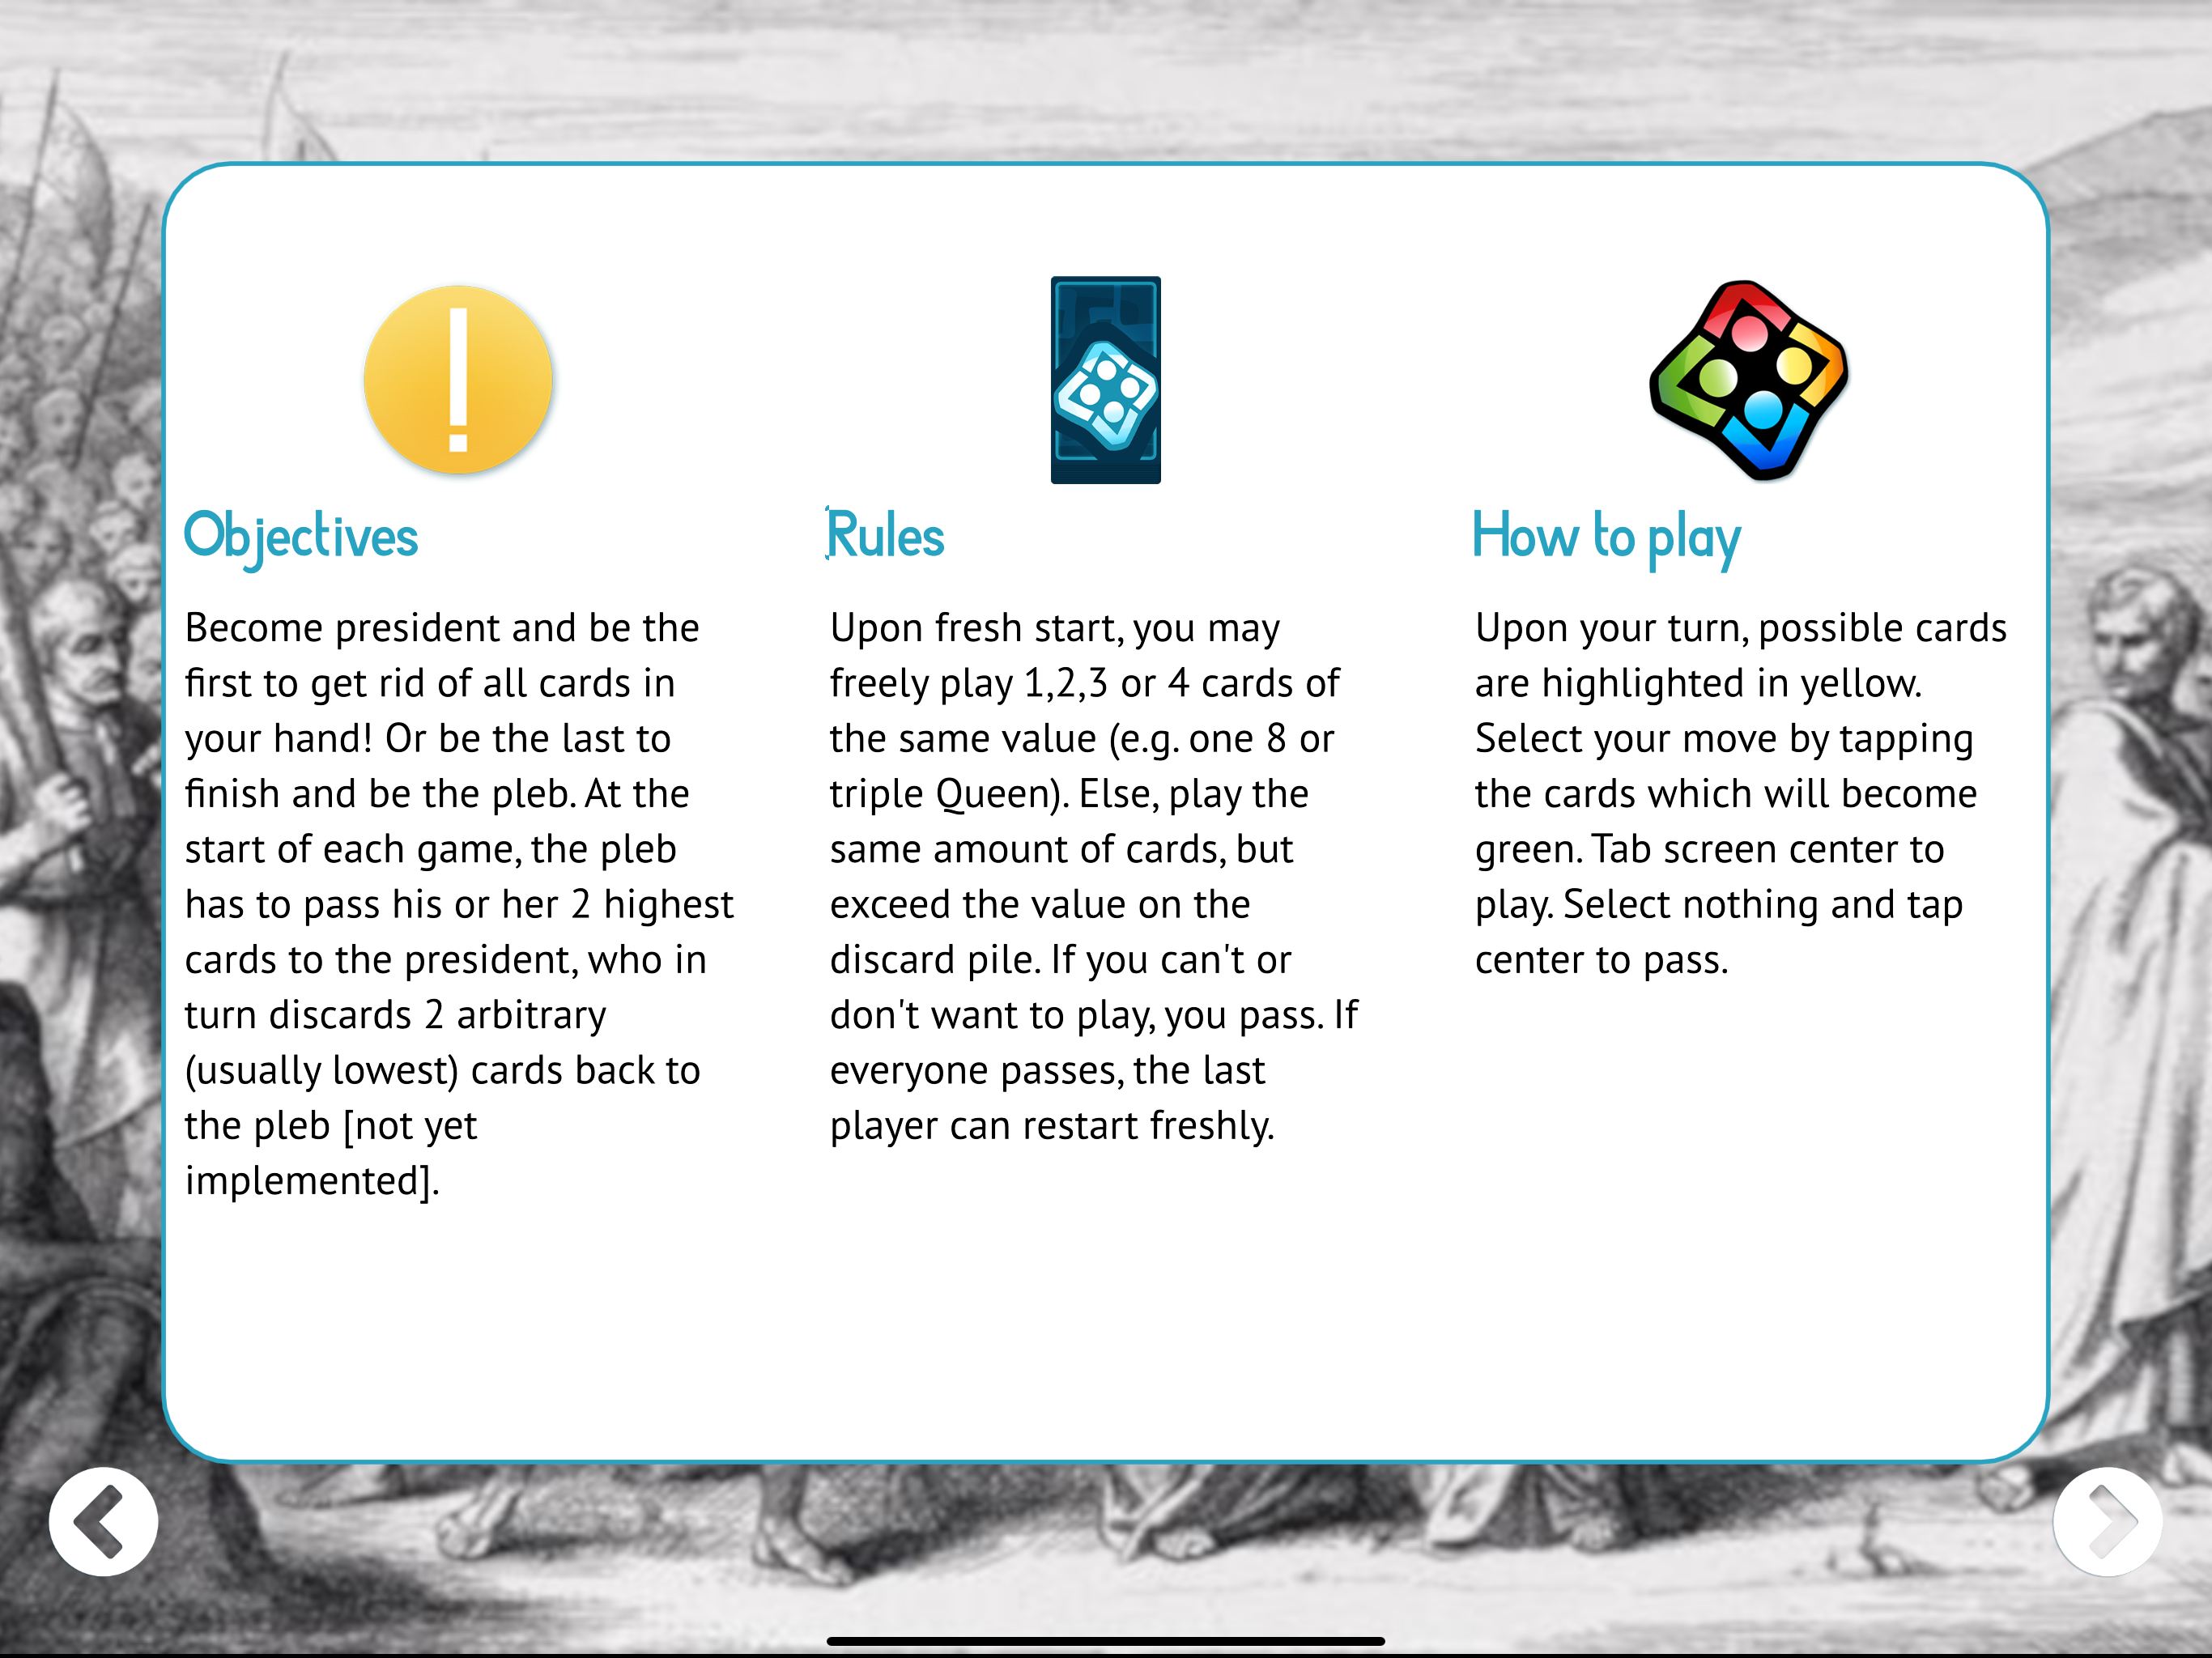 Objectives
Become president and be the
first to get rid of all cards in
your hand! Or be the last to
finish and be the pleb. At the
start of each game, the pleb
has to pass his or her 2 highest
cards to the president, who in
turn discards 2 arbitrary
(usually lowest) cards back to
the pleb [not yet
implemented].
Rules
Upon fresh start, you may
freely play 1,2,3 or 4 cards of
the same value (e.g. one 8 or
triple Queen). Else, play the
same amount of cards, but
exceed the value on the
discard pile. If you can't or
don't want to play, you pass. If
everyone passes, the last
player can restart freshly.
How to play
Upon your turn, possible cards
are highlighted in yellow.
Select your move by tapping
the cards which will become
green. Tab screen center to
play. Select nothing and tap
center to pass.